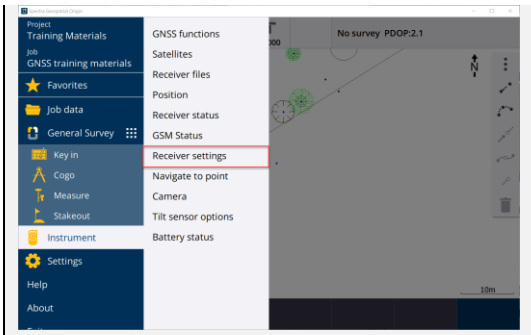 Spectra Geospatial Origin
Project
Training Materials
Job
GNSS training materials
Favorites
Job data
General Survey
Key in
Cogo
Measure
Stakeout
Instrument
Settings
Help
About
GNSS functions
Satellites
Receiver files
Position
Receiver status
GSM Status
Receiver settings
Navigate to point
Camera
Tilt sensor options
Battery status
No survey PDOP:2.1
N
10m